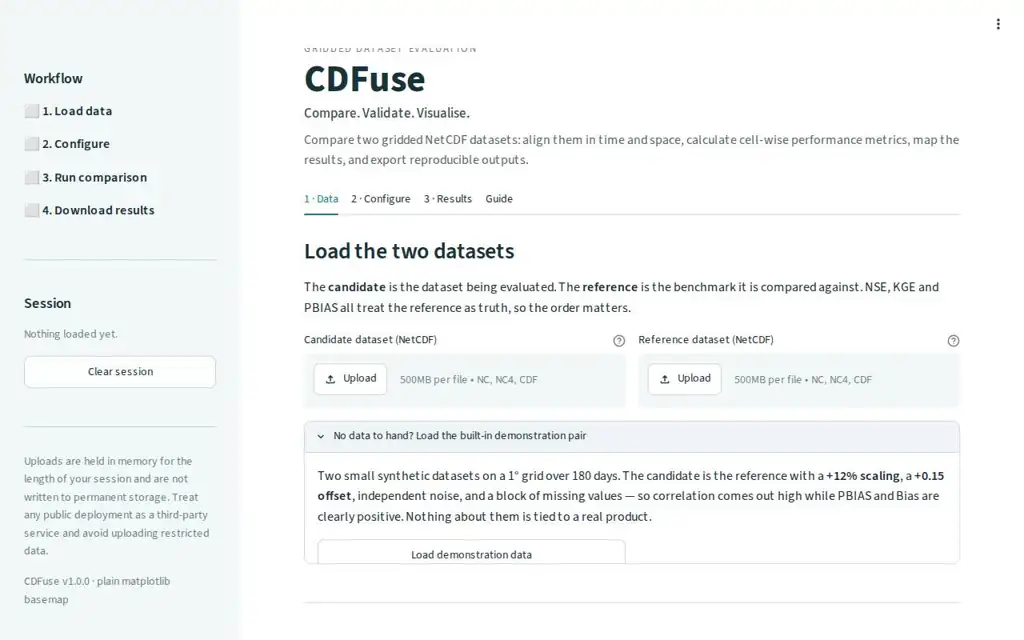 Workflow
1. Load data
2. Configure
3. Run comparison
4. Download results
Session
Nothing loaded yet.
Clear session
Uploads are held in memory for the
length of your session and are not
written to permanent storage. Treat
any public deployment as a third-party
service and avoid uploading restricted
data.
CDFuse v1.0.0 · plain matplotlib
basemap
GRIDDED DATASET EVALUATION
CDFuse
Compare. Validate. Visualise.
Compare two gridded NetCDF datasets: align them in time and space, calculate cell-wise performance metrics, map the
results, and export reproducible outputs.
1 · Data 2 · Configure 3 · Results Guide
Load the two datasets
The candidate is the dataset being evaluated. The reference is the benchmark it is compared against. NSE, KGE and
PBIAS all treat the reference as truth, so the order matters.
Candidate dataset (NetCDF)
Upload 500MB per file • NC, NC4, CDF
Reference dataset (NetCDF)
Upload 500MB per file • NC, NC4, CDF
No data to hand? Load the built-in demonstration pair
Two small synthetic datasets on a 1° grid over 180 days. The candidate is the reference with a +12% scaling, a +0.15
offset, independent noise, and a block of missing values — so correlation comes out high while PBIAS and Bias are
clearly positive. Nothing about them is tied to a real product.
Load demonstration data